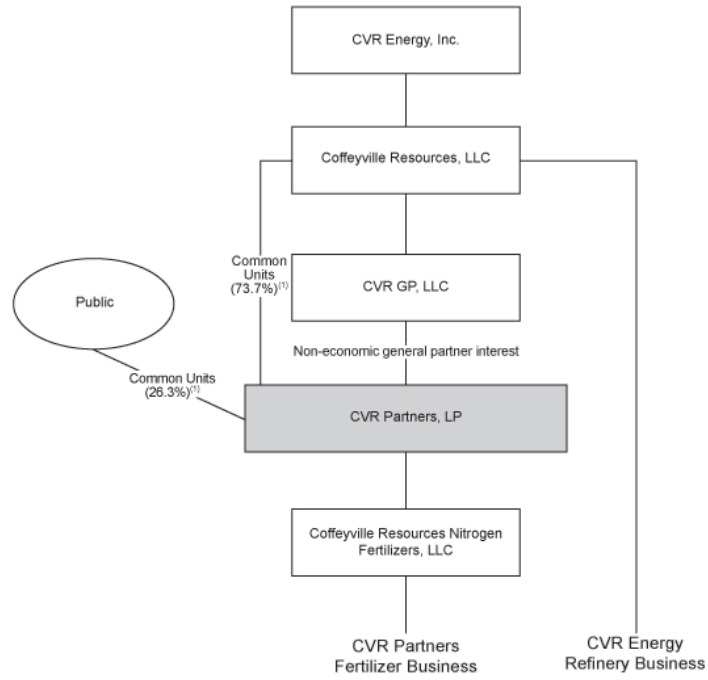 CVR Energy, Inc.
Coffeyville Resources, LLC
Common
Units
(73.7%)(1)
CVR GP, LLC
Public
Non-economic general partner interest
Common Units
(26.3%)(1)
CVR Partners, LP
Coffeyville Resources Nitrogen
Fertilizers, LLC
CVR Partners
Fertilizer Business
CVR Energy
Refinery Business